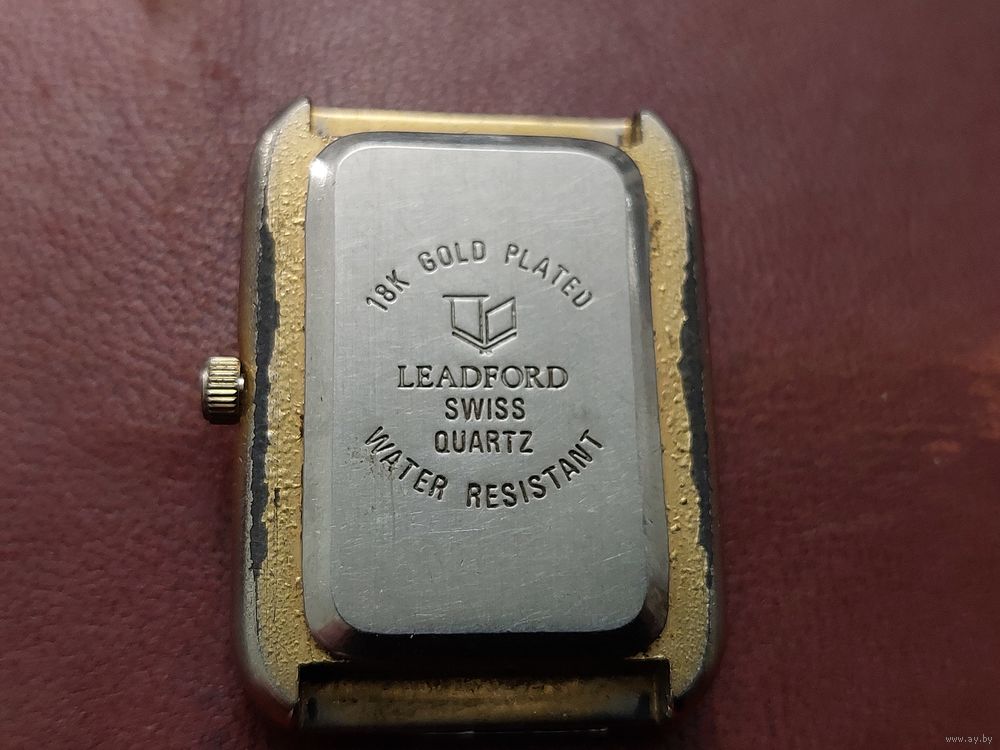 18K GOLD PLATED
LEADFORD
SWISS
QUARTZ
WATER RESISTANT
www.ay.by